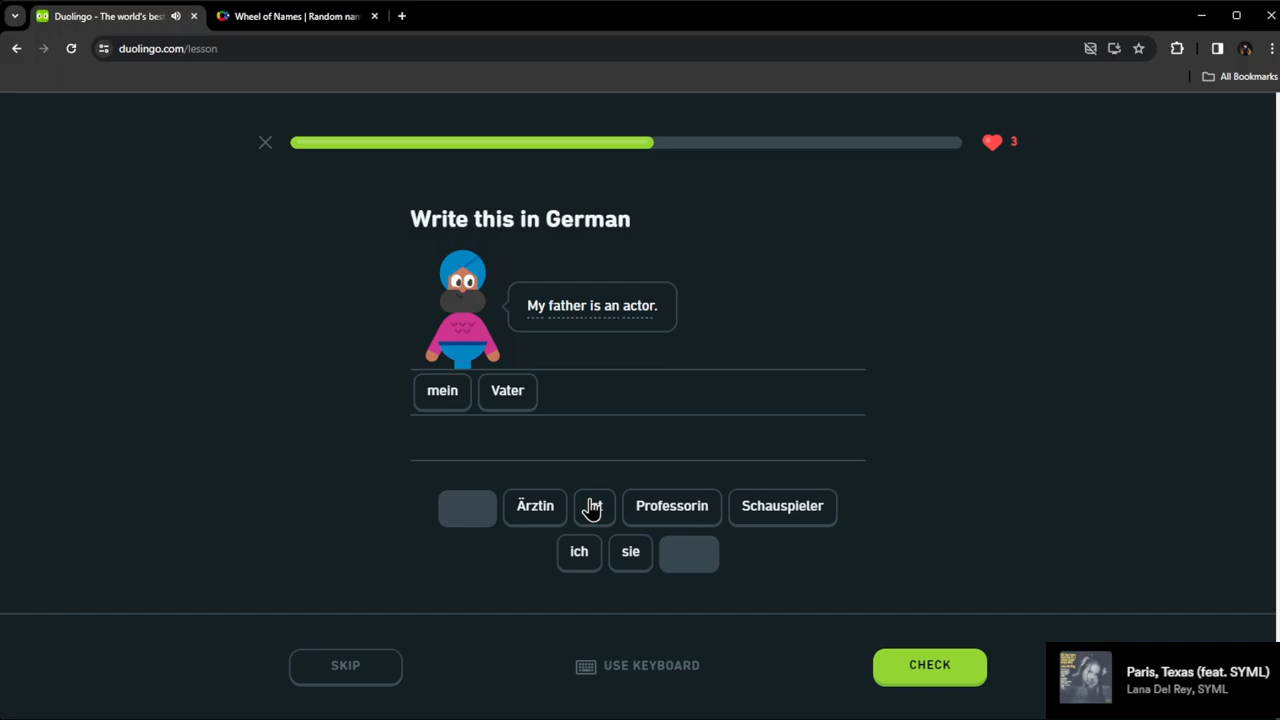 Duolingo - The world's best
Wheel of Names | Random nam
duolingo.com/lesson
All Bookmarks
3
Write this in German
My father is an actor.
mein Vater
Ärztin Professorin Schauspieler
ich sie
SKIP
USE KEYBOARD
CHECK
Paris, Texas (feat. SYML)
Lana Del Rey, SYML